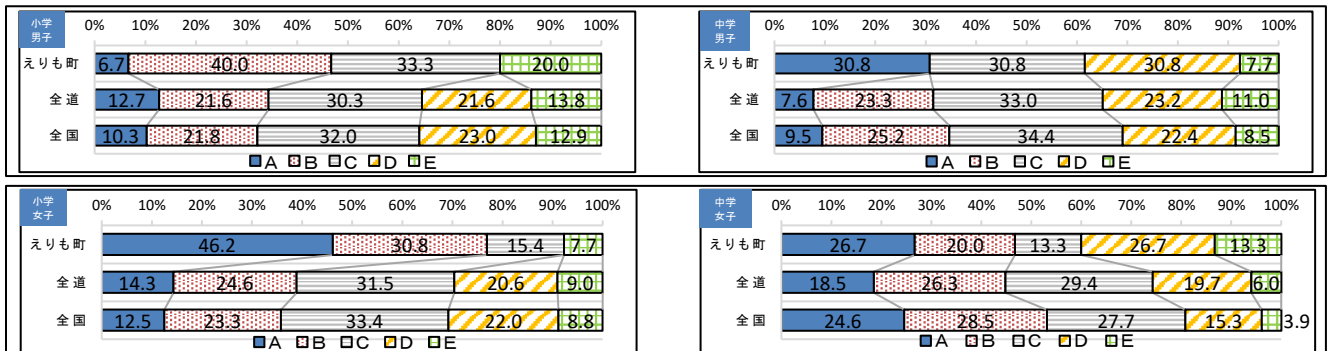 小学
男子
0% 10% 20% 30% 40% 50% 60% 70% 80% 90% 100%
えりも町 6.7 40.0 33.3 20.0
全道 12.7 21.6 30.3 21.6 13.8
全国 10.3 21.8 32.0 23.0 12.9
A B C D E
中学
男子
0% 10% 20% 30% 40% 50% 60% 70% 80% 90% 100%
えりも町 30.8 30.8 30.8 7.7
全道 7.6 23.3 33.0 23.2 11.0
全国 9.5 25.2 34.4 22.4 8.5
A B C D E
小学
女子
0% 10% 20% 30% 40% 50% 60% 70% 80% 90% 100%
えりも町 46.2 30.8 15.4 7.7
全道 14.3 24.6 31.5 20.6 9.0
全国 12.5 23.3 33.4 22.0 8.8
A B C D E
中学
女子
0% 10% 20% 30% 40% 50% 60% 70% 80% 90% 100%
えりも町 26.7 20.0 13.3 26.7 13.3
全道 18.5 26.3 29.4 19.7 6.0
全国 24.6 28.5 27.7 15.3 3.9
A B C D E